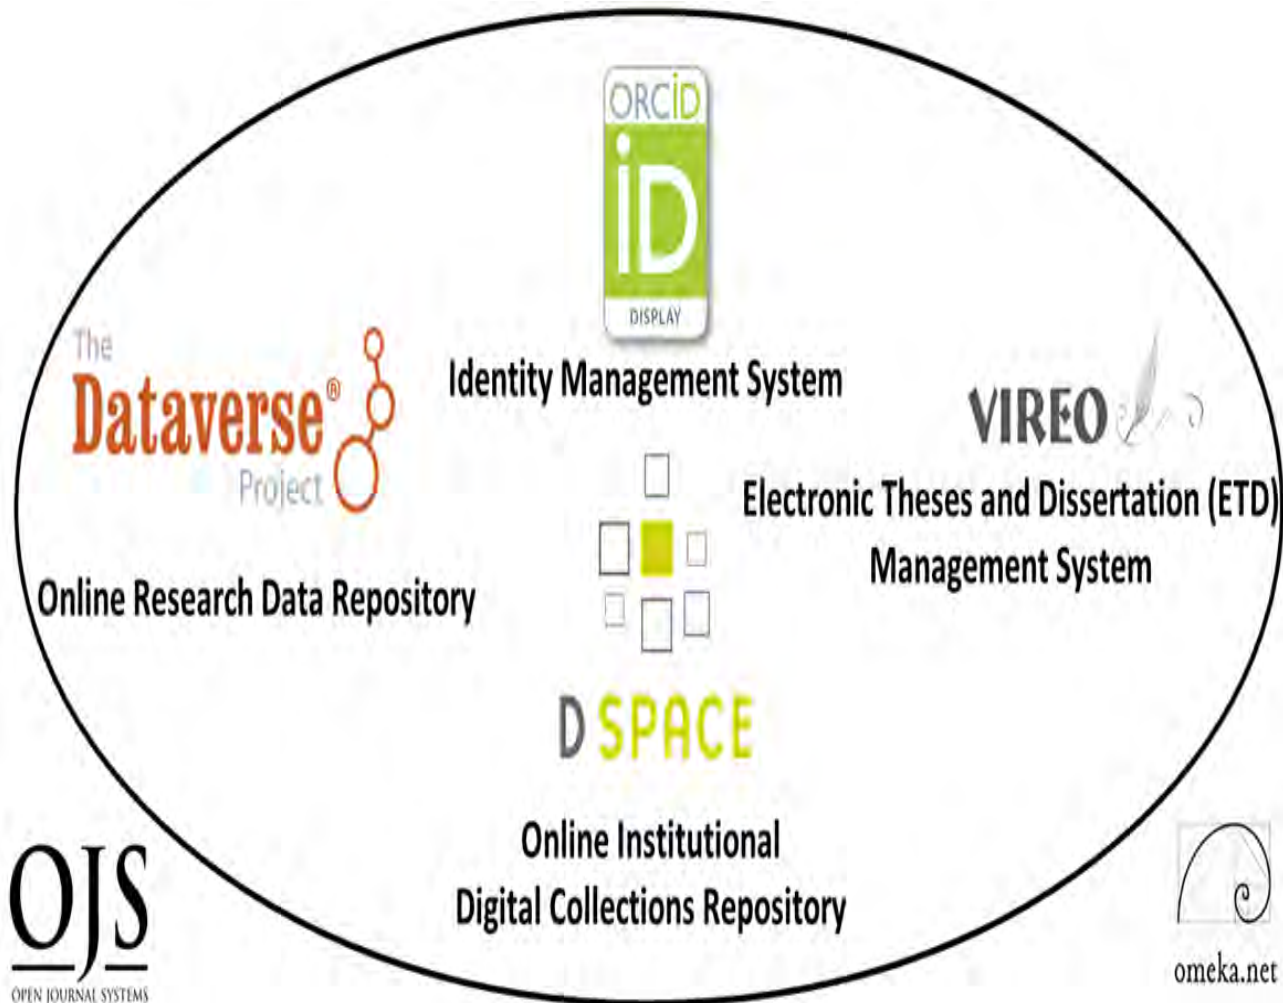 ORCID
iD
DISPLAY
Identity Management System
The
Dataverse®
Project
Online Research Data Repository
VIREO
Electronic Theses and Dissertation (ETD)
Management System
D SPACE
Online Institutional
Digital Collections Repository
OJS
OPEN JOURNAL SYSTEMS
omeka.net